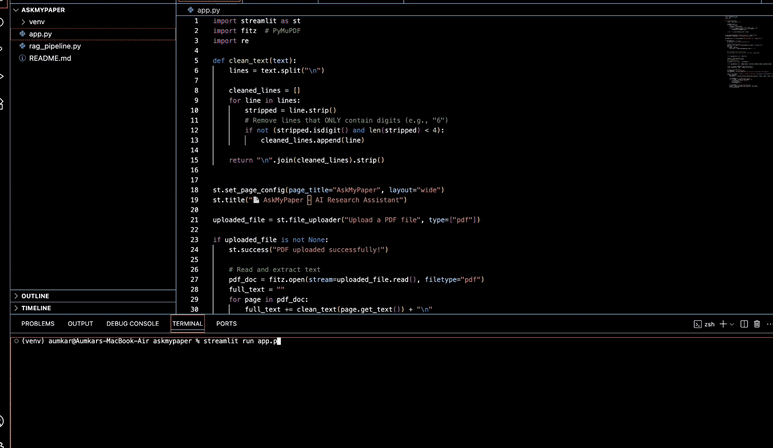 ASKMYPAPER
venv
app.py
rag_pipeline.py
README.md
OUTLINE
TIMELINE
app.py
1 import streamlit as st
2 import fitz # PyMuPDF
3 import re
4
5 def clean_text(text):
6 lines = text.split("\n")
7
8 cleaned_lines = []
9 for line in lines:
10 stripped = line.strip()
11 # Remove lines that ONLY contain digits (e.g., "6")
12 if not (stripped.isdigit() and len(stripped) < 4):
13 cleaned_lines.append(line)
14
15 return "\n".join(cleaned_lines).strip()
16
17
18 st.set_page_config(page_title="AskMyPaper", layout="wide")
19 st.title("📄 AskMyPaper – AI Research Assistant")
20
21 uploaded_file = st.file_uploader("Upload a PDF file", type=["pdf"])
22
23 if uploaded_file is not None:
24 st.success("PDF uploaded successfully!")
25
26 # Read and extract text
27 pdf_doc = fitz.open(stream=uploaded_file.read(), filetype="pdf")
28 full_text = ""
29 for page in pdf_doc:
30 full_text += clean_text(page.get_text()) + "\n"
PROBLEMS OUTPUT DEBUG CONSOLE TERMINAL PORTS
zsh
(venv) aumkar@Aumkars-MacBook-Air askmypaper % streamlit run app.p